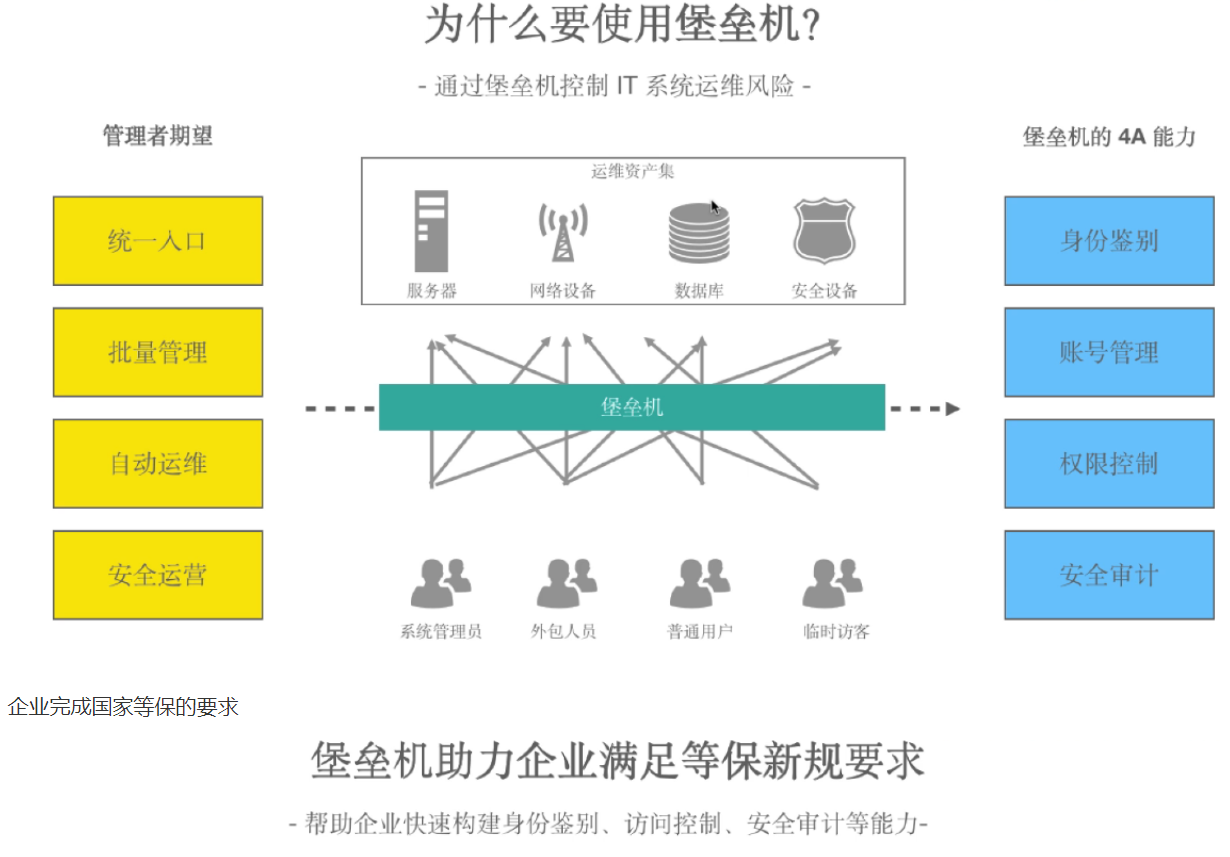 为什么要使用堡垒机?
- 通过堡垒机控制 IT 系统运维风险 -
管理者期望
统一入口
批量管理
自动运维
安全运营
运维资产集
服务器 网络设备 数据库 安全设备
堡垒机
系统管理员 外包人员 普通用户 临时访客
堡垒机的 4A 能力
身份鉴别
账号管理
权限控制
安全审计
企业完成国家等保的要求
堡垒机助力企业满足等保新规要求
- 帮助企业快速构建身份鉴别、访问控制、安全审计等能力-